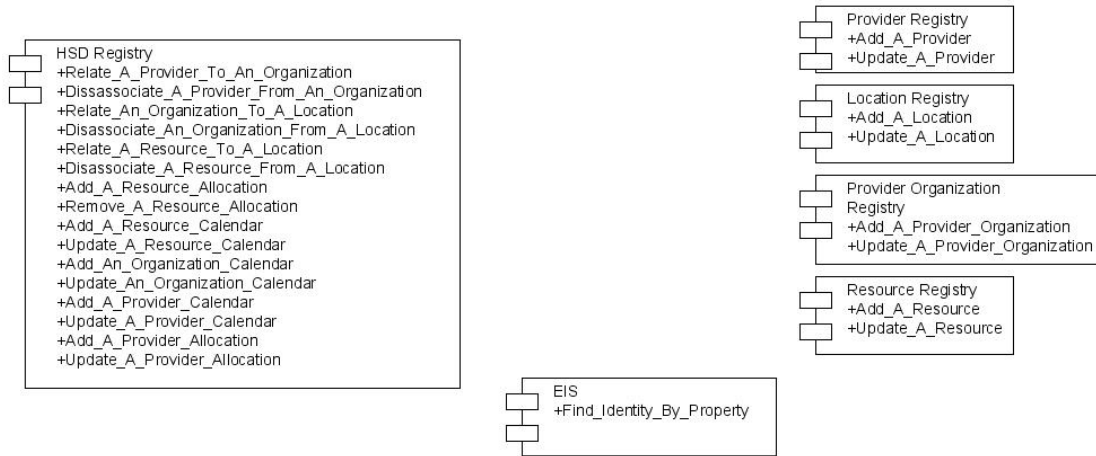 HSD Registry
+Relate_A_Provider_To_An_Organization
+Dissassociate_A_Provider_From_An_Organization
+Relate_An_Organization_To_A_Location
+Disassociate_An_Organization_From_A_Location
+Relate_A_Resource_To_A_Location
+Disassociate_A_Resource_From_A_Location
+Add_A_Resource_Allocation
+Remove_A_Resource_Allocation
+Add_A_Resource_Calendar
+Update_A_Resource_Calendar
+Add_An_Organization_Calendar
+Update_An_Organization_Calendar
+Add_A_Provider_Calendar
+Update_A_Provider_Calendar
+Add_A_Provider_Allocation
+Update_A_Provider_Allocation
Provider Registry
+Add_A_Provider
+Update_A_Provider
Location Registry
+Add_A_Location
+Update_A_Location
Provider Organization
Registry
+Add_A_Provider_Organization
+Update_A_Provider_Organization
Resource Registry
+Add_A_Resource
+Update_A_Resource
EIS
+Find_Identity_By_Property